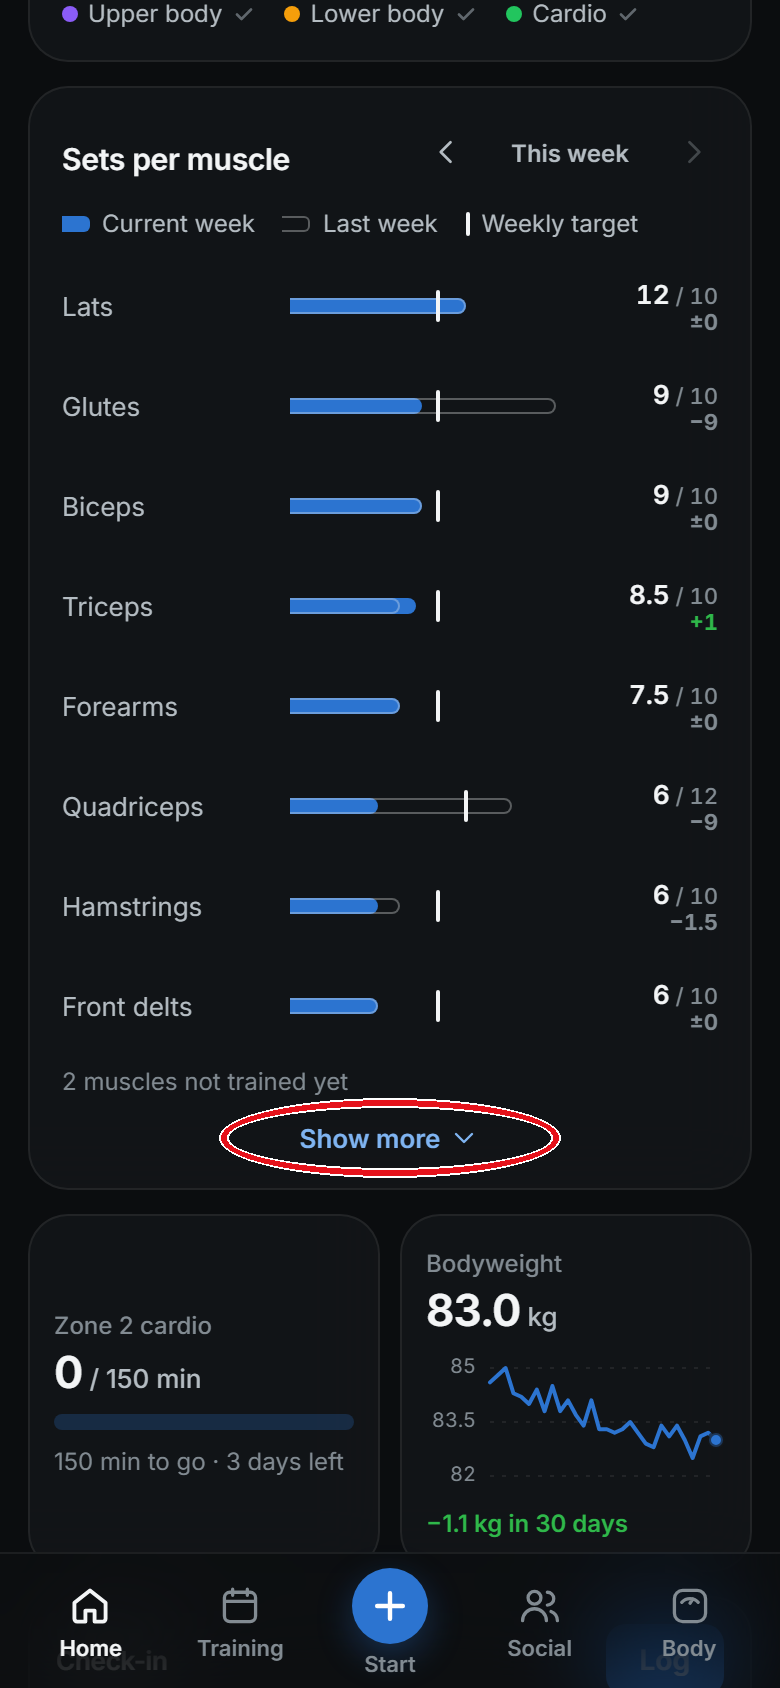 Upper body Lower body Cardio
Sets per muscle
This week
Current week Last week Weekly target
Lats 12 / 10
±0
Glutes 9 / 10
−9
Biceps 9 / 10
±0
Triceps 8.5 / 10
+1
Forearms 7.5 / 10
±0
Quadriceps 6 / 12
−9
Hamstrings 6 / 10
−1.5
Front delts 6 / 10
±0
2 muscles not trained yet
Show more
Zone 2 cardio
0 / 150 min
150 min to go · 3 days left
Bodyweight
83.0 kg
85
83.5
82
−1.1 kg in 30 days
Check-in Log
Home Training Start Social Body